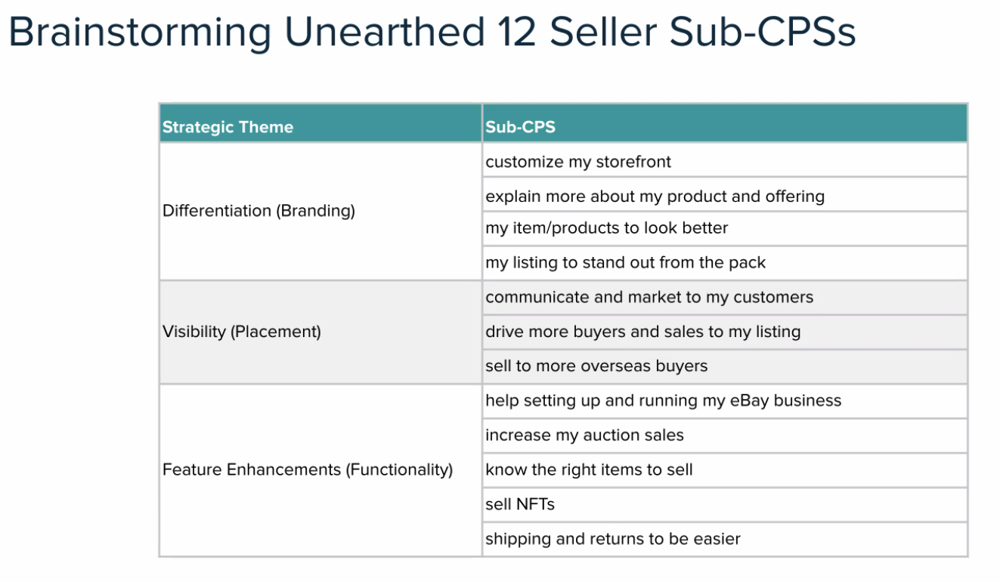 Brainstorming Unearthed 12 Seller Sub-CPSs
Strategic Theme
Sub-CPS
Differentiation (Branding)
customize my storefront
explain more about my product and offering
my item/products to look better
my listing to stand out from the pack
Visibility (Placement)
communicate and market to my customers
drive more buyers and sales to my listing
sell to more overseas buyers
Feature Enhancements (Functionality)
help setting up and running my eBay business
increase my auction sales
know the right items to sell
sell NFTs
shipping and returns to be easier